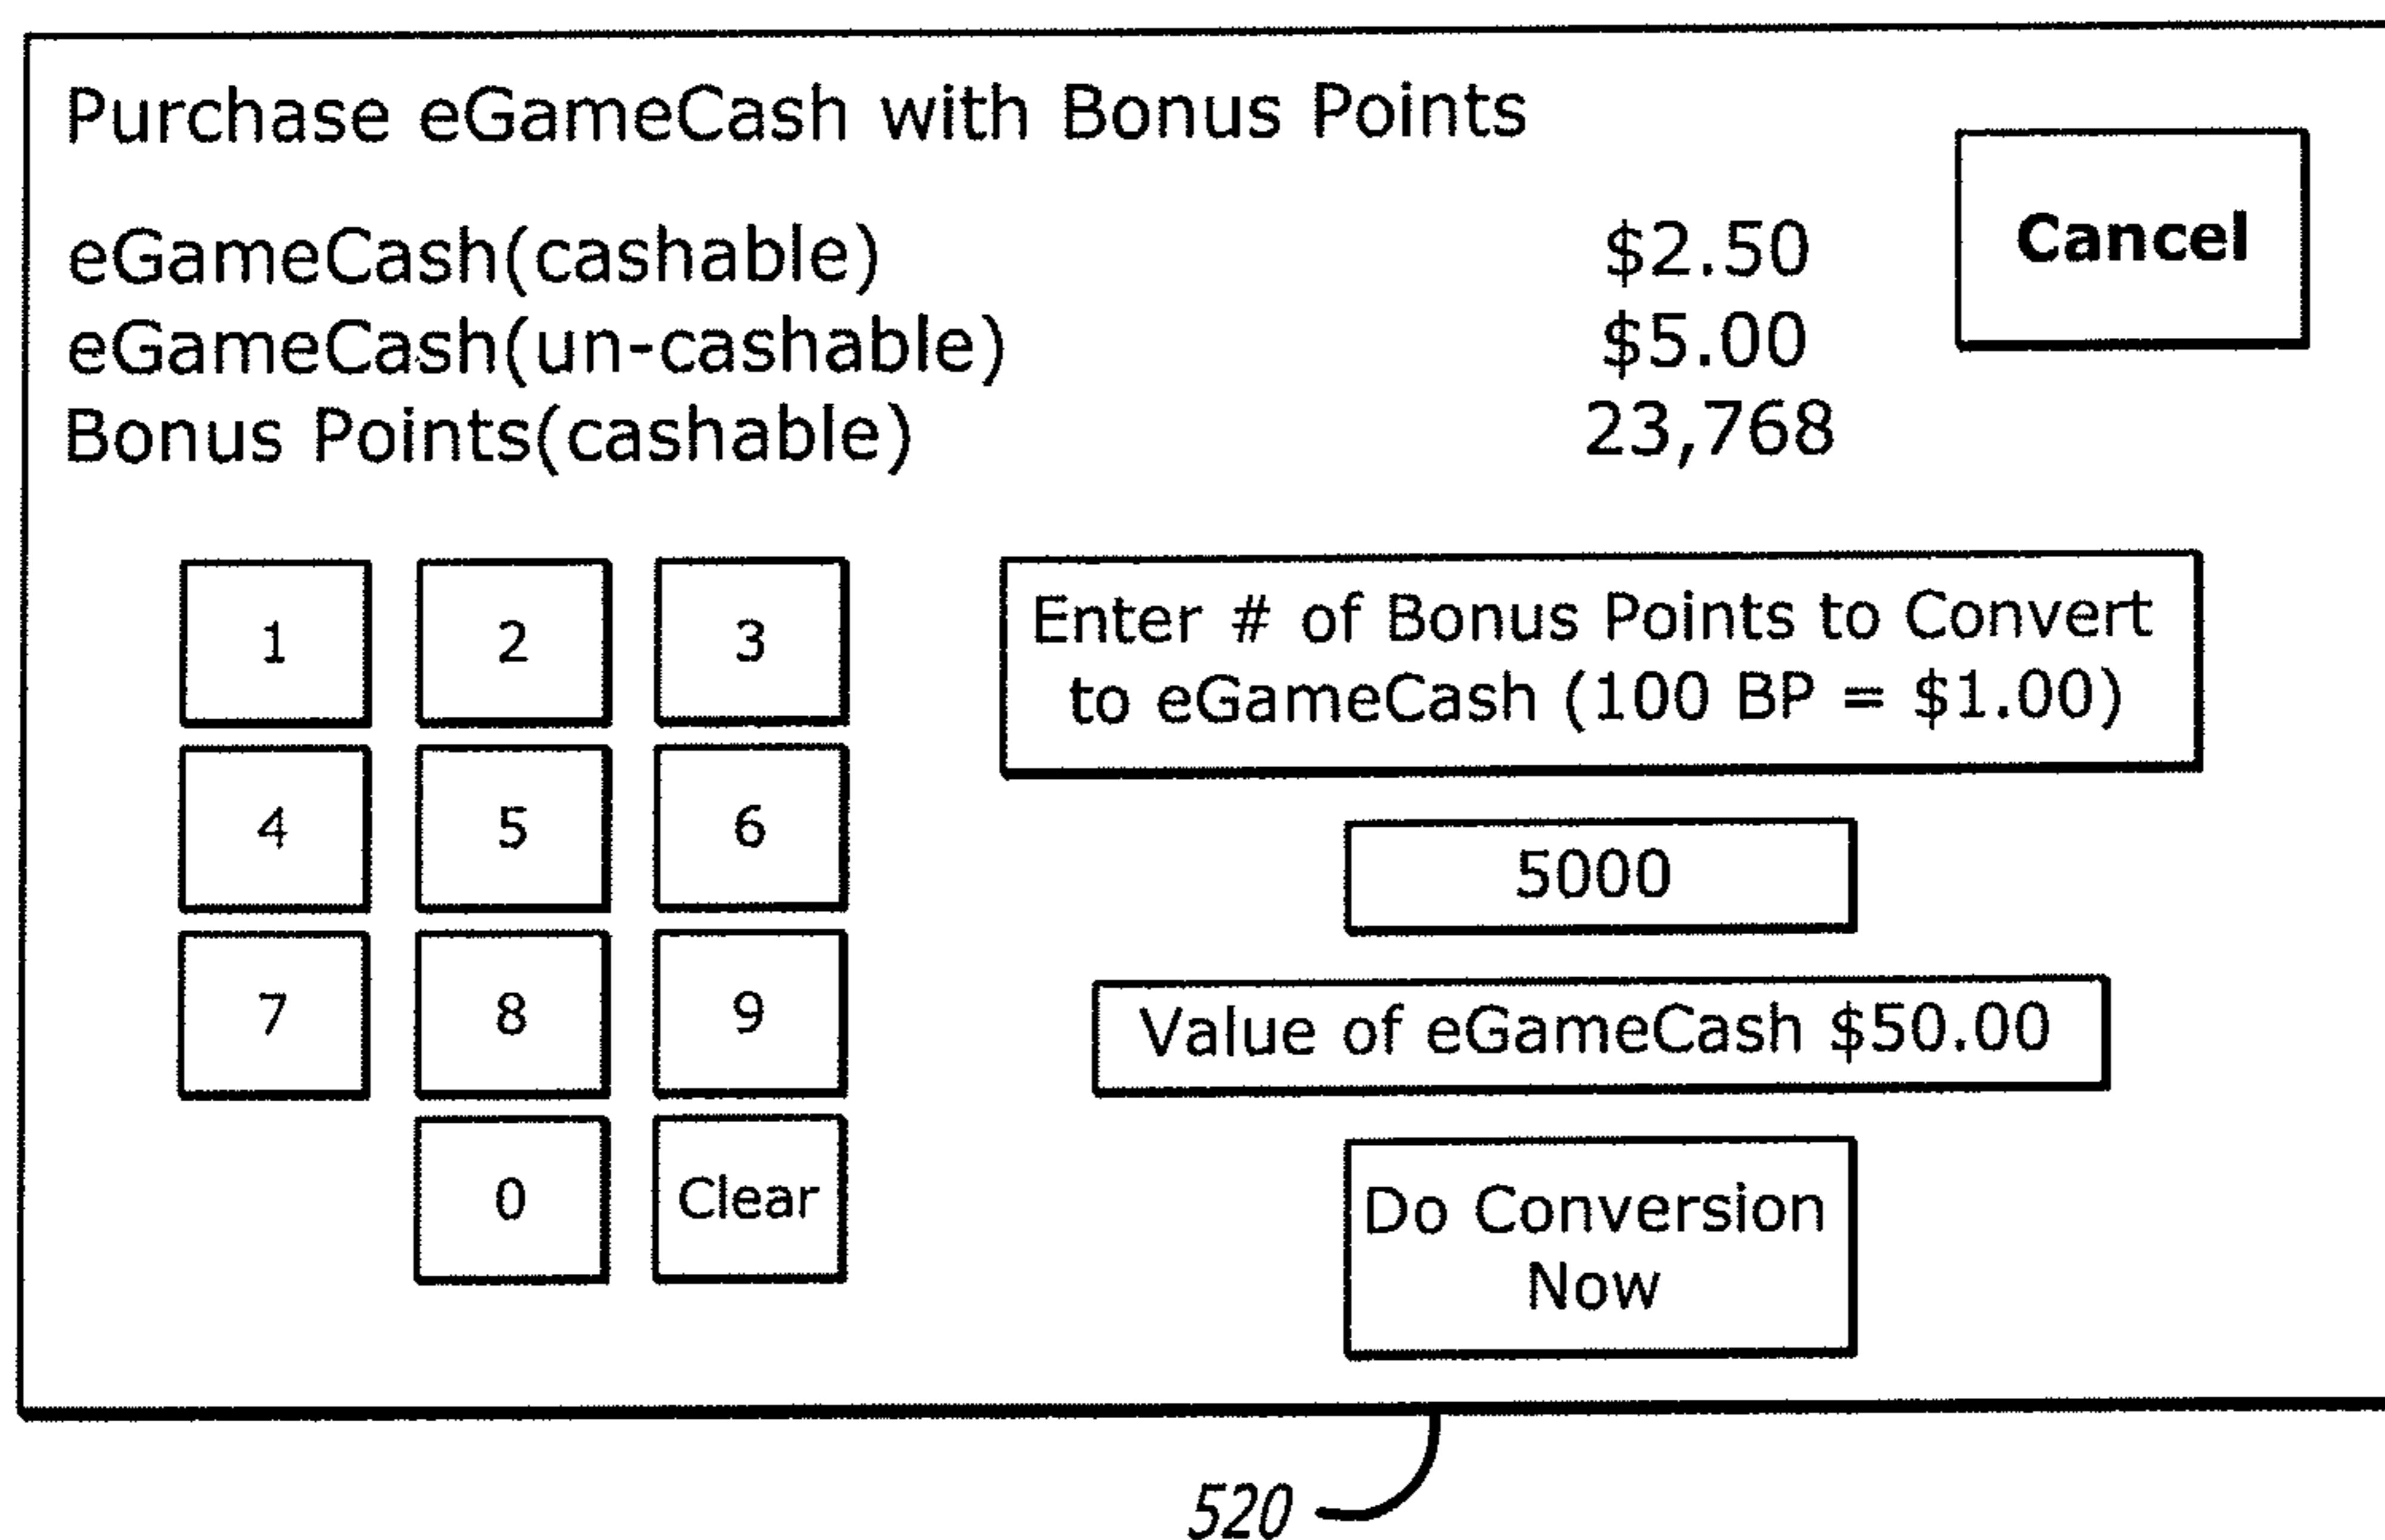 Purchase eGameCash with Bonus Points
Cancel
eGameCash(cashable) $2.50
eGameCash(un-cashable) $5.00
Bonus Points(cashable) 23,768
1 2 3
4 5 6
7 8 9
0 Clear
Enter # of Bonus Points to Convert
to eGameCash (100 BP = $1.00)
5000
Value of eGameCash $50.00
Do Conversion
Now
520